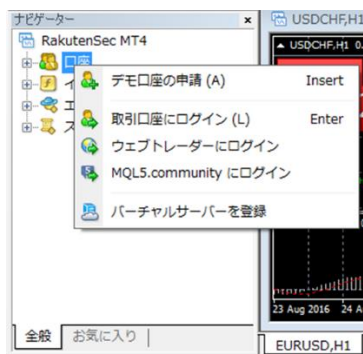 ナビゲーター
USDCHF,H1
RakutenSec MT4
USDCHF,H1
口座
デモ口座の申請 (A) Insert
取引口座にログイン (L) Enter
ウェブトレーダーにログイン
MQL5.community にログイン
バーチャルサーバーを登録
23 Aug 2016
全般 お気に入り
EURUSD,H1